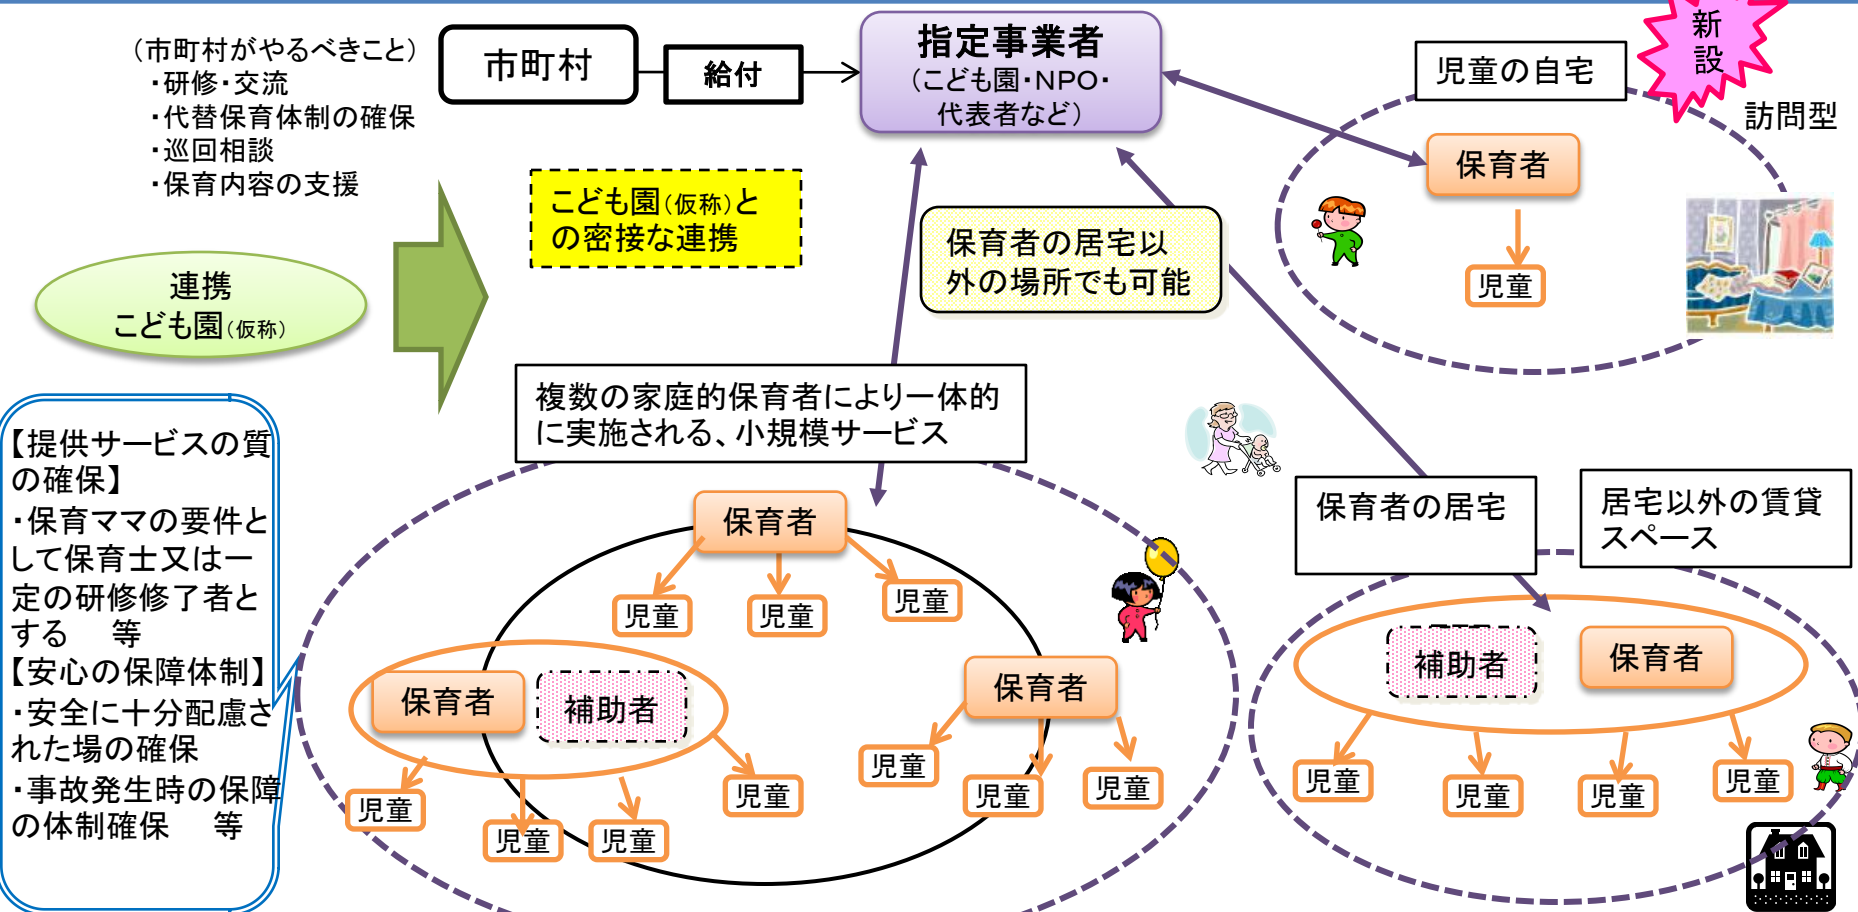 (市町村がやるべきこと)
・研修・交流
・代替保育体制の確保
・巡回相談
・保育内容の支援
市町村
給付
指定事業者
(こども園・NPO・
代表者など)
児童の自宅
新
設
訪問型
保育者
児童
こども園(仮称)と
の密接な連携
保育者の居宅以
外の場所でも可能
連携
こども園(仮称)
複数の家庭的保育者により一体的
に実施される、小規模サービス
【提供サービスの質
の確保】
・保育ママの要件と
して保育士又は一
定の研修修了者と
する 等
【安心の保障体制】
・安全に十分配慮さ
れた場の確保
・事故発生時の保障
の体制確保 等
保育者
児童
児童
児童
保育者
補助者
児童
児童
児童
児童
保育者
児童
児童
児童
保育者の居宅
居宅以外の賃貸
スペース
補助者
保育者
児童
児童
児童
児童